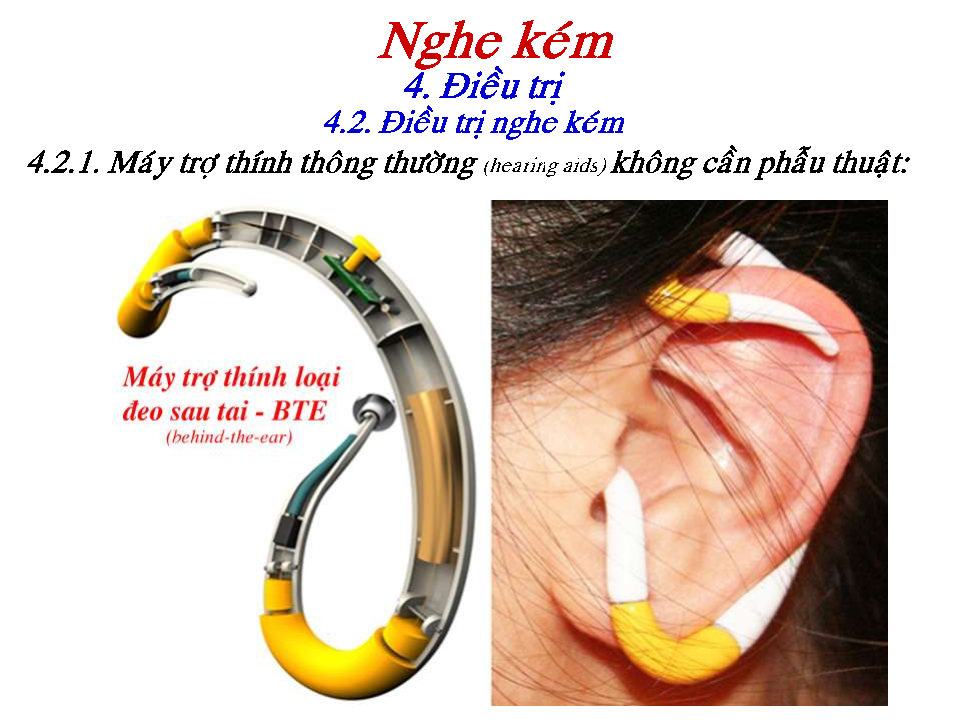 Nghe kém
4. Điều trị
4.2. Điều trị nghe kém
4.2.1. Máy trợ thính thông thường (hearing aids) không cần phẫu thuật:
Máy trợ thính loại
đeo sau tai - BTE
(behind-the-ear)